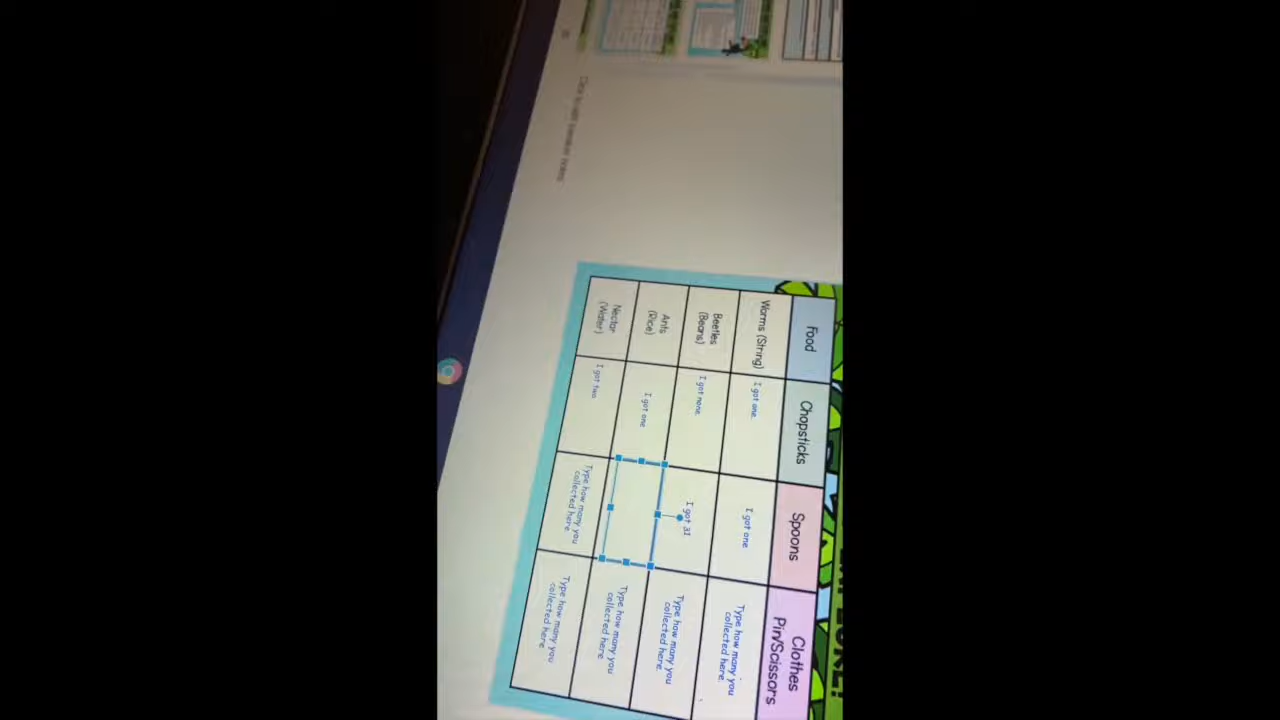 Food
Chopsticks
Spoons
Clothes
Pin/Scissors
Worms (String)
I got one.
I got one
Type how many you
collected here.
Beetles
(Beans)
I got none.
I got 31
Type how many you
collected here.
Ants
(Rice)
I got one
Type how many you
collected here.
Nectar
(Water)
I got two
Type how many you
collected here.
Type how many you
collected here.